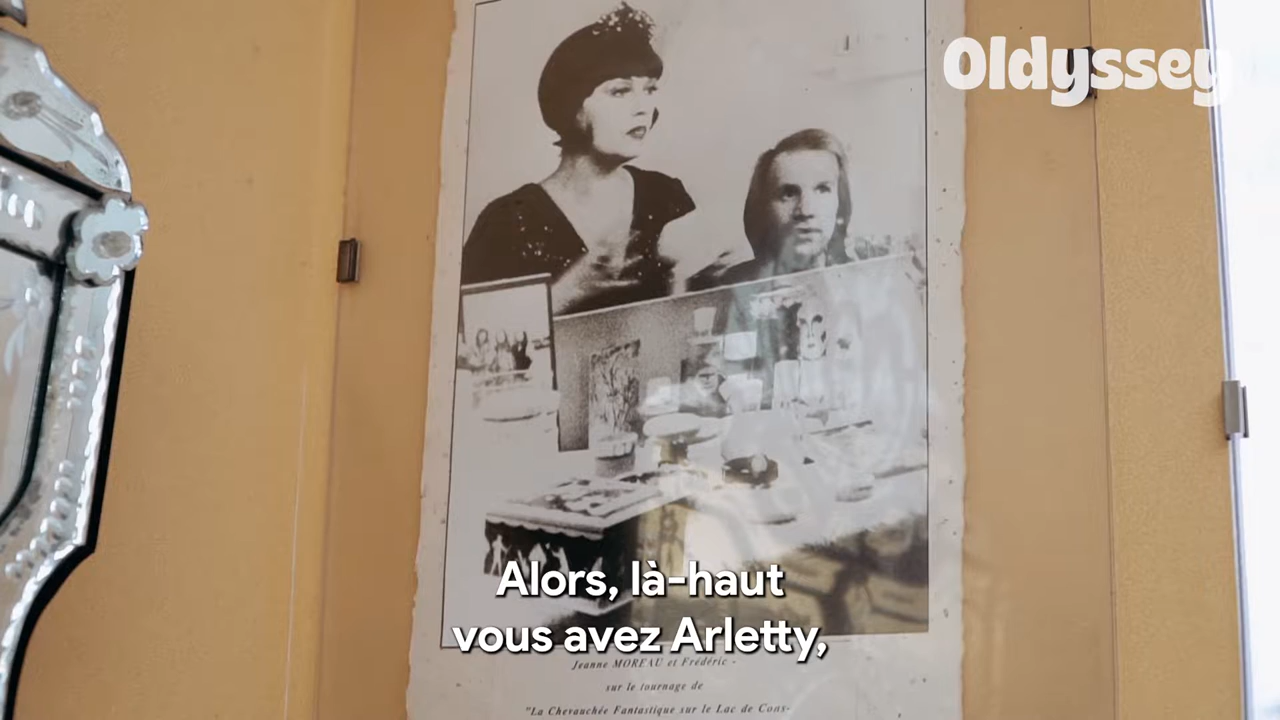 Oldyssey
Alors, là-haut
vous avez Arletty,
Jeanne MOREAU et Frédéric -
sur le tournage de
"La Chevauchée Fantastique sur le Lac de Cons-